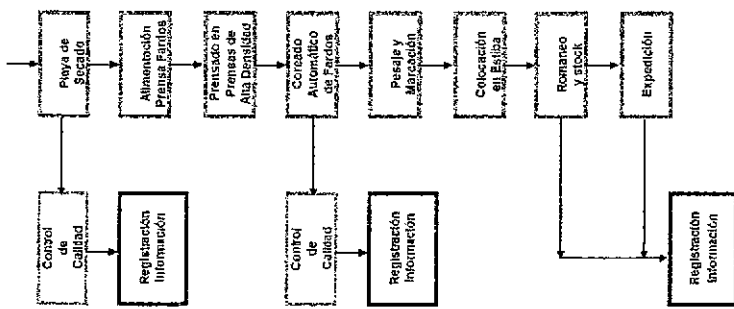 Playa de
Secado
Alimentación
Prensa Fardos
Prensado en
Prensas de
Alta Densidad
Coreado
Automático
de Fardos
Pesaje y
Marcación
Colocación
en Estiba
Romaneo
y stock
Expedición
Control
de
Calidad
Registración
Información
Control
de
Calidad
Registración
Información
Registración
Información